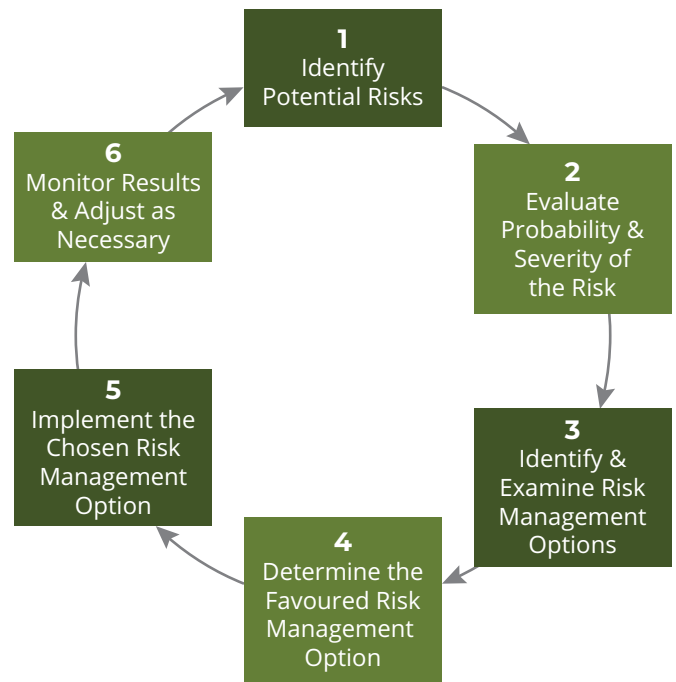 1
Identify
Potential Risks
2
Evaluate
Probability &
Severity of
the Risk
3
Identify &
Examine Risk
Management
Options
4
Determine the
Favoured Risk
Management
Option
5
Implement the
Chosen Risk
Management
Option
6
Monitor Results
& Adjust as
Necessary